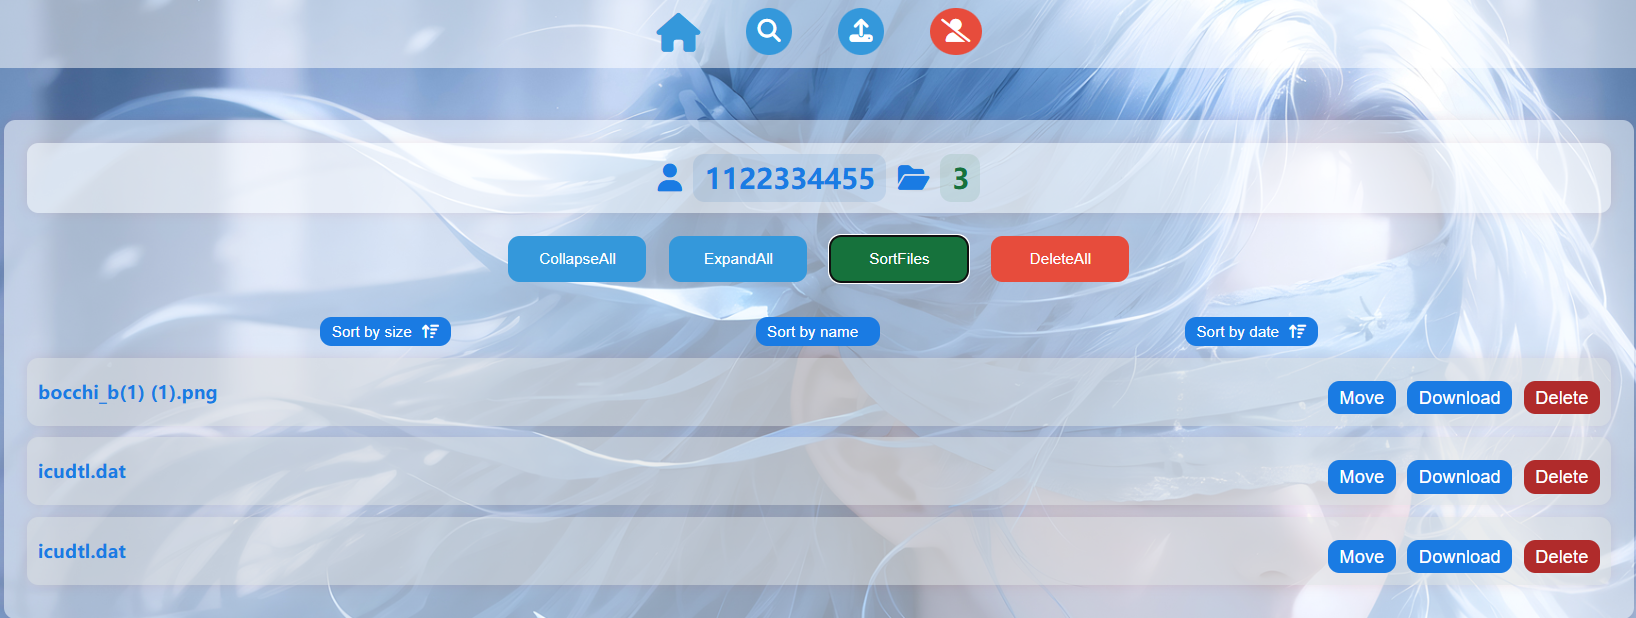 1122334455 3
CollapseAll ExpandAll SortFiles DeleteAll
Sort by size Sort by name Sort by date
bocchi_b(1) (1).png Move Download Delete
icudtl.dat Move Download Delete
icudtl.dat Move Download Delete